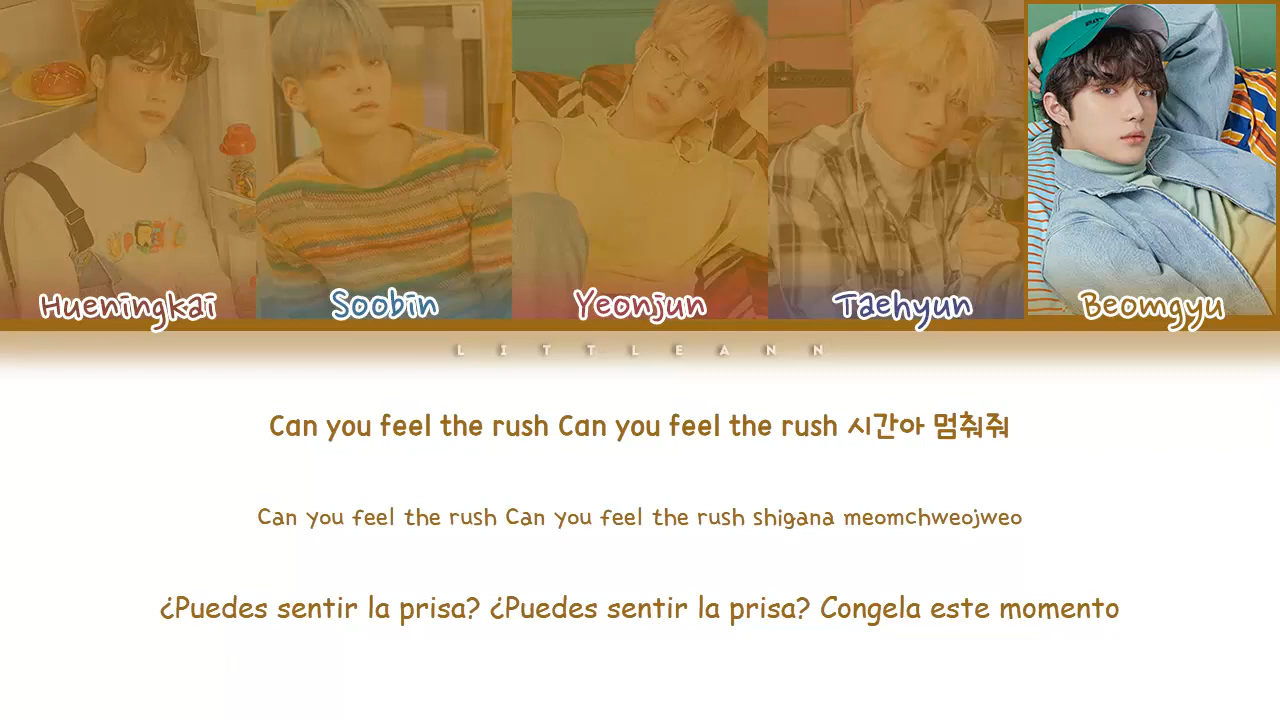 Hueningkai Soobin Yeonjun Taehyun Beomgyu
LITTLEANN
Can you feel the rush Can you feel the rush 시간아 멈춰줘
Can you feel the rush Can you feel the rush shigana meomchweojweo
¿Puedes sentir la prisa? ¿Puedes sentir la prisa? Congela este momento